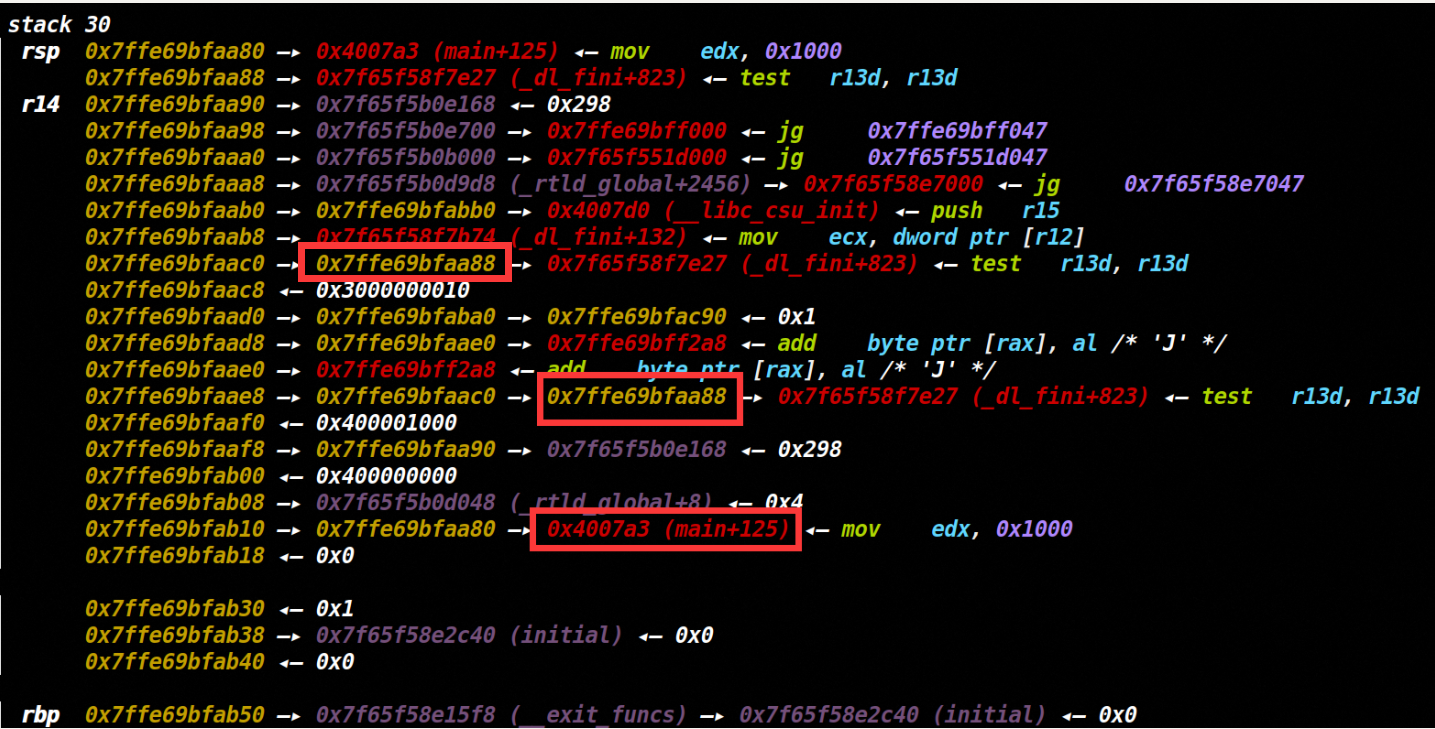 stack 30
rsp 0x7ffe69bfaa80 —▸ 0x4007a3 (main+125) ◂— mov edx, 0x1000
0x7ffe69bfaa88 —▸ 0x7f65f58f7e27 (_dl_fini+823) ◂— test r13d, r13d
r14 0x7ffe69bfaa90 —▸ 0x7f65f5b0e168 ◂— 0x298
0x7ffe69bfaa98 —▸ 0x7f65f5b0e700 —▸ 0x7ffe69bff000 ◂— jg 0x7ffe69bff047
0x7ffe69bfaaa0 —▸ 0x7f65f5b0b000 —▸ 0x7f65f551d000 ◂— jg 0x7f65f551d047
0x7ffe69bfaaa8 —▸ 0x7f65f5b0d9d8 (_rtld_global+2456) —▸ 0x7f65f58e7000 ◂— jg 0x7f65f58e7047
0x7ffe69bfaab0 —▸ 0x7ffe69bfabb0 —▸ 0x4007d0 (__libc_csu_init) ◂— push r15
0x7ffe69bfaab8 —▸ 0x7f65f58f7b74 (_dl_fini+132) ◂— mov ecx, dword ptr [r12]
0x7ffe69bfaac0 —▸ 0x7ffe69bfaa88 —▸ 0x7f65f58f7e27 (_dl_fini+823) ◂— test r13d, r13d
0x7ffe69bfaac8 ◂— 0x3000000010
0x7ffe69bfaad0 —▸ 0x7ffe69bfaba0 —▸ 0x7ffe69bfac90 ◂— 0x1
0x7ffe69bfaad8 —▸ 0x7ffe69bfaae0 —▸ 0x7ffe69bff2a8 ◂— add byte ptr [rax], al /* 'J' */
0x7ffe69bfaae0 —▸ 0x7ffe69bff2a8 ◂— add byte ptr [rax], al /* 'J' */
0x7ffe69bfaae8 —▸ 0x7ffe69bfaac0 —▸ 0x7ffe69bfaa88 —▸ 0x7f65f58f7e27 (_dl_fini+823) ◂— test r13d, r13d
0x7ffe69bfaaf0 ◂— 0x400001000
0x7ffe69bfaaf8 —▸ 0x7ffe69bfaa90 —▸ 0x7f65f5b0e168 ◂— 0x298
0x7ffe69bfab00 ◂— 0x400000000
0x7ffe69bfab08 —▸ 0x7f65f5b0d048 (_rtld_global+8) ◂— 0x4
0x7ffe69bfab10 —▸ 0x7ffe69bfaa80 —▸ 0x4007a3 (main+125) ◂— mov edx, 0x1000
0x7ffe69bfab18 ◂— 0x0
0x7ffe69bfab30 ◂— 0x1
0x7ffe69bfab38 —▸ 0x7f65f58e2c40 (initial) ◂— 0x0
0x7ffe69bfab40 ◂— 0x0
rbp 0x7ffe69bfab50 —▸ 0x7f65f58e15f8 (__exit_funcs) —▸ 0x7f65f58e2c40 (initial) ◂— 0x0